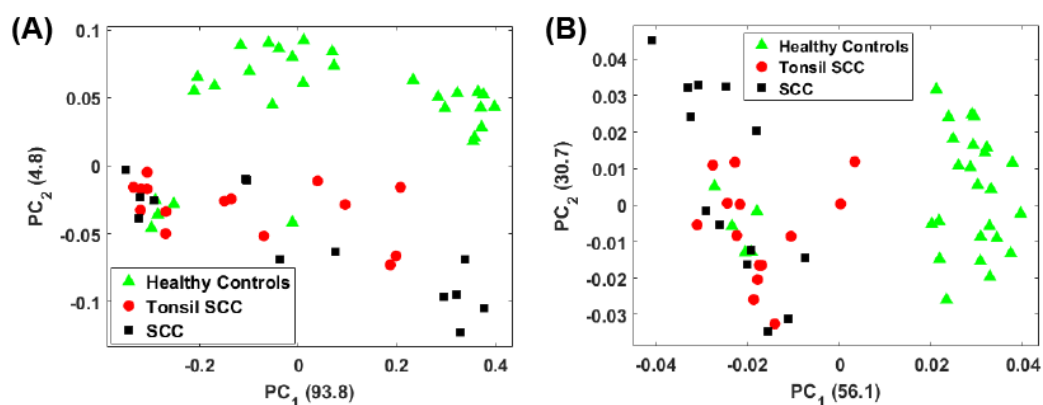 (A)
0.1
0.05
0
-0.05
-0.1
PC2 (4.8)
Healthy Controls
Tonsil SCC
SCC
-0.2
0
0.2
0.4
PC1 (93.8)
(B)
0.04
0.03
0.02
0.01
0
-0.01
-0.02
-0.03
PC2 (30.7)
Healthy Controls
Tonsil SCC
SCC
-0.04
-0.02
0
0.02
0.04
PC1 (56.1)